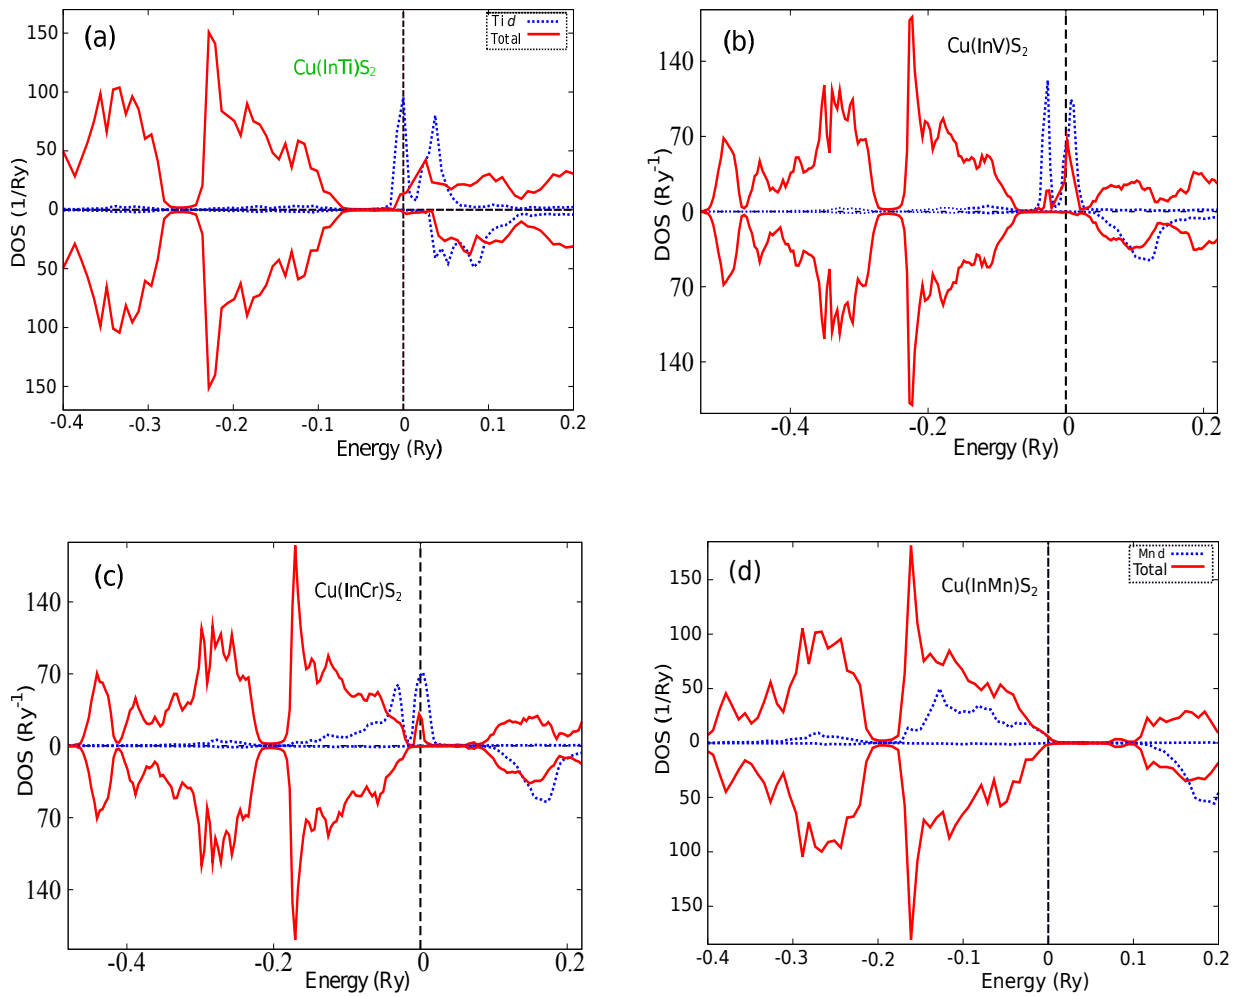 (a)
Ti d
Total
Cu(InTi)S2
DOS (1/Ry)
150
100
50
0
50
100
150
-0.4
-0.3
-0.2
-0.1
0
0.1
0.2
Energy (Ry)
(b)
Cu(InV)S2
DOS (Ry-1)
140
70
0
70
140
-0.4
-0.2
0
0.2
Energy (Ry)
(c)
Cu(InCr)S2
DOS (Ry-1)
140
70
0
70
140
-0.4
-0.2
0
0.2
Energy (Ry)
(d)
Mn d
Total
Cu(InMn)S2
DOS (1/Ry)
150
100
50
0
50
100
150
-0.4
-0.3
-0.2
-0.1
0
0.1
0.2
Energy (Ry)